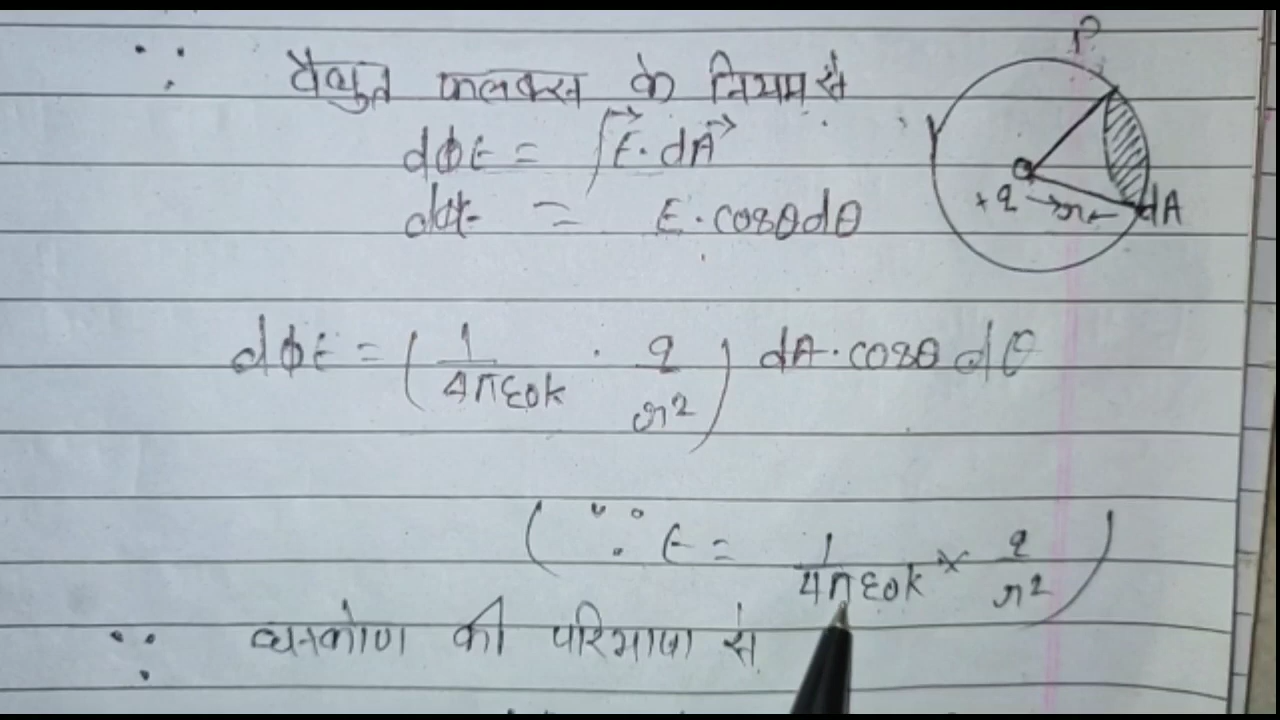 ∵ वैद्युत फ्लक्स के नियम से
P
dϕE = ∫E⃗·dA⃗
+q → r ← dA
dϕE = E·cosθdθ
dϕE = (1/4πε0k · q/r²) dA·cosθ dθ
(∵ E = 1/4πε0k × q/r²)
∵ घनकोण की परिभाषा से